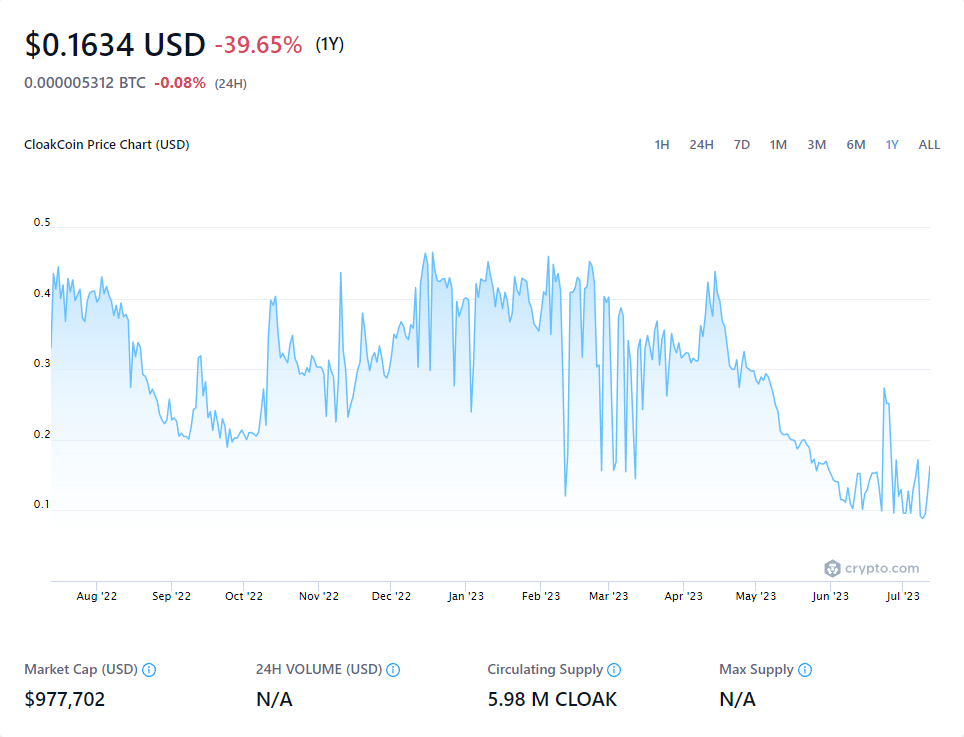 $0.1634 USD -39.65% (1Y)
0.000005312 BTC -0.08% (24H)
CloakCoin Price Chart (USD) 1H 24H 7D 1M 3M 6M 1Y ALL
0.5
0.4
0.3
0.2
0.1
crypto.com
Aug '22 Sep '22 Oct '22 Nov '22 Dec '22 Jan '23 Feb '23 Mar '23 Apr '23 May '23 Jun '23 Jul '23
Market Cap (USD) 24H VOLUME (USD) Circulating Supply Max Supply
$977,702 N/A 5.98 M CLOAK N/A